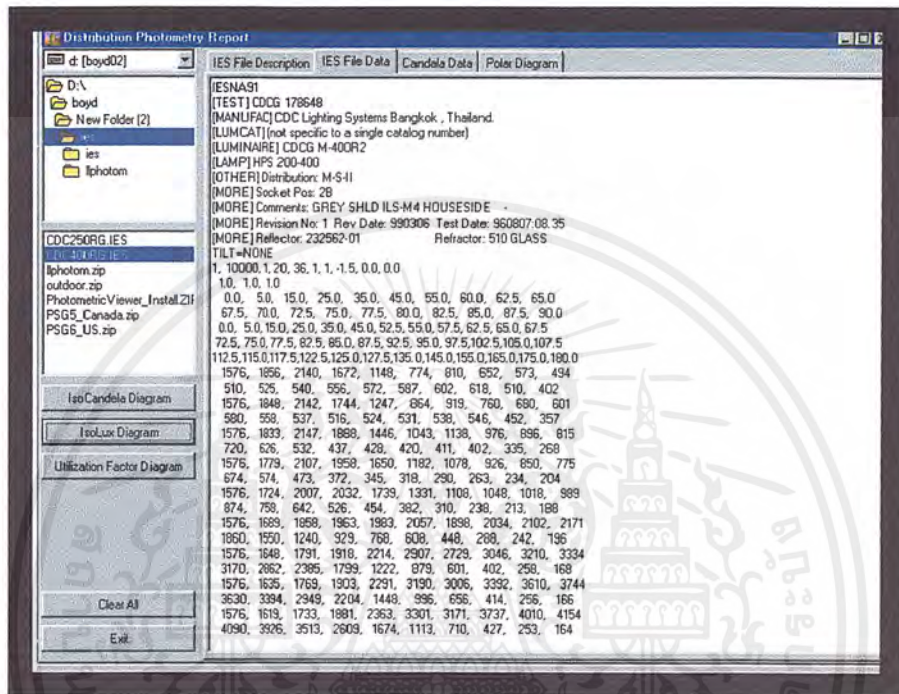 Distribution Photometry Report
d: [boyd02]
IES File Description
IES File Data
Candela Data
Polar Diagram
D:\
boyd
New Folder (2)
ies
ies
llphotom
CDC250RG.IES
CDC400RG.IES
llphotom.zip
outdoor.zip
PhotometricViewer_Install.ZIP
PSG5_Canada.zip
PSG6_US.zip
IsoCandela Diagram
IsoLux Diagram
Utilization Factor Diagram
Clear All
Exit
IESNA91
[TEST] CDCG 178648
[MANUFAC] CDC Lighting Systems Bangkok , Thailand.
[LUMCAT] (not specific to a single catalog number)
[LUMINAIRE] CDCG M-400R2
[LAMP] HPS 200-400
[OTHER] Distribution: M-S-II
[MORE] Socket Pos: 2B
[MORE] Comments: GREY SHLD ILS-M4 HOUSESIDE -
[MORE] Revision No: 1 Rev Date: 990306 Test Date: 960807:08.35
[MORE] Reflector: 232562-01 Refractor: 510 GLASS
TILT=NONE
1, 10000, 1, 20, 36, 1, 1, -1.5, 0.0, 0.0
1.0, 1.0, 1.0
0.0, 5.0, 15.0, 25.0, 35.0, 45.0, 55.0, 60.0, 62.5, 65.0
67.5, 70.0, 72.5, 75.0, 77.5, 80.0, 82.5, 85.0, 87.5, 90.0
0.0, 5.0,15.0,25.0,35.0,45.0,52.5,55.0,57.5,62.5,65.0,67.5
72.5,75.0,77.5,82.5,85.0,87.5,92.5,95.0,97.5,102.5,105.0,107.5
112.5,115.0,117.5,122.5,125.0,127.5,135.0,145.0,155.0,165.0,175.0,180.0
1576, 1856, 2140, 1672, 1148, 774, 810, 652, 573, 494
510, 525, 540, 556, 572, 587, 602, 618, 510, 402
1576, 1848, 2142, 1744, 1247, 864, 919, 760, 680, 601
580, 558, 537, 516, 524, 531, 538, 546, 452, 357
1576, 1833, 2147, 1888, 1446, 1043, 1138, 976, 896, 815
720, 626, 532, 437, 428, 420, 411, 402, 335, 268
1576, 1779, 2107, 1958, 1650, 1182, 1078, 926, 850, 775
674, 574, 473, 372, 345, 318, 290, 263, 234, 204
1576, 1724, 2007, 2032, 1739, 1331, 1108, 1048, 1018, 989
874, 758, 642, 526, 454, 382, 310, 238, 213, 188
1576, 1689, 1858, 1963, 1983, 2057, 1898, 2034, 2102, 2171
1860, 1550, 1240, 929, 768, 608, 448, 288, 242, 196
1576, 1648, 1791, 1918, 2214, 2907, 2729, 3046, 3210, 3334
3170, 2862, 2385, 1799, 1222, 879, 601, 402, 258, 168
1576, 1635, 1769, 1903, 2291, 3190, 3006, 3392, 3610, 3744
3630, 3394, 2949, 2204, 1448, 996, 656, 414, 256, 166
1576, 1619, 1733, 1881, 2363, 3301, 3171, 3737, 4010, 4154
4090, 3926, 3513, 2609, 1674, 1113, 710, 427, 253, 164